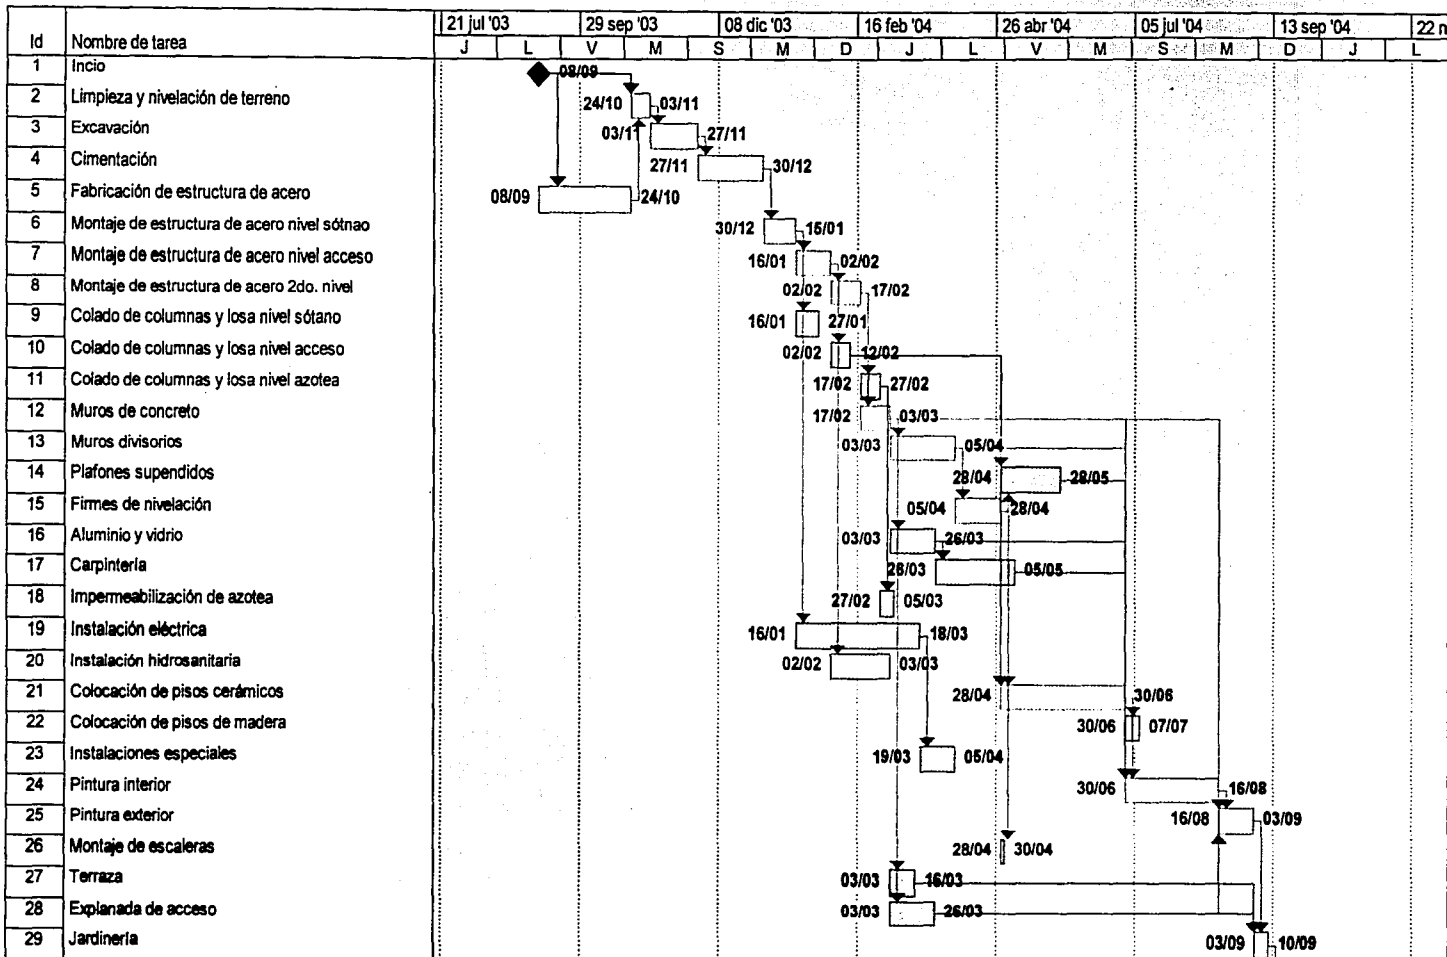 21 jul '03 29 sep '03 08 dic '03 16 feb '04 26 abr '04 05 jul '04 13 sep '04 22 n
Id Nombre de tarea J L V M S M D J L V M S M D J L
1 Incio 08/09
2 Limpieza y nivelación de terreno 24/10 03/11
3 Excavación 03/11 27/11
4 Cimentación 27/11 30/12
5 Fabricación de estructura de acero 08/09 24/10
6 Montaje de estructura de acero nivel sótnao 30/12 15/01
7 Montaje de estructura de acero nivel acceso 16/01 02/02
8 Montaje de estructura de acero 2do. nivel 02/02 17/02
9 Colado de columnas y losa nivel sótano 16/01 27/01
10 Colado de columnas y losa nivel acceso 02/02 12/02
11 Colado de columnas y losa nivel azotea 17/02 27/02
12 Muros de concreto 17/02 03/03
13 Muros divisorios 03/03 05/04
14 Plafones supendidos 28/04 28/05
15 Firmes de nivelación 05/04 28/04
16 Aluminio y vidrio 03/03 26/03
17 Carpintería 26/03 05/05
18 Impermeabilización de azotea 27/02 05/03
19 Instalación eléctrica 16/01 18/03
20 Instalación hidrosanitaria 02/02 03/03
21 Colocación de pisos cerámicos 28/04 30/06
22 Colocación de pisos de madera 30/06 07/07
23 Instalaciones especiales 19/03 05/04
24 Pintura interior 30/06 16/08
25 Pintura exterior 16/08 03/09
26 Montaje de escaleras 28/04 30/04
27 Terraza 03/03 16/03
28 Explanada de acceso 03/03 26/03
29 Jardinería 03/09 10/09